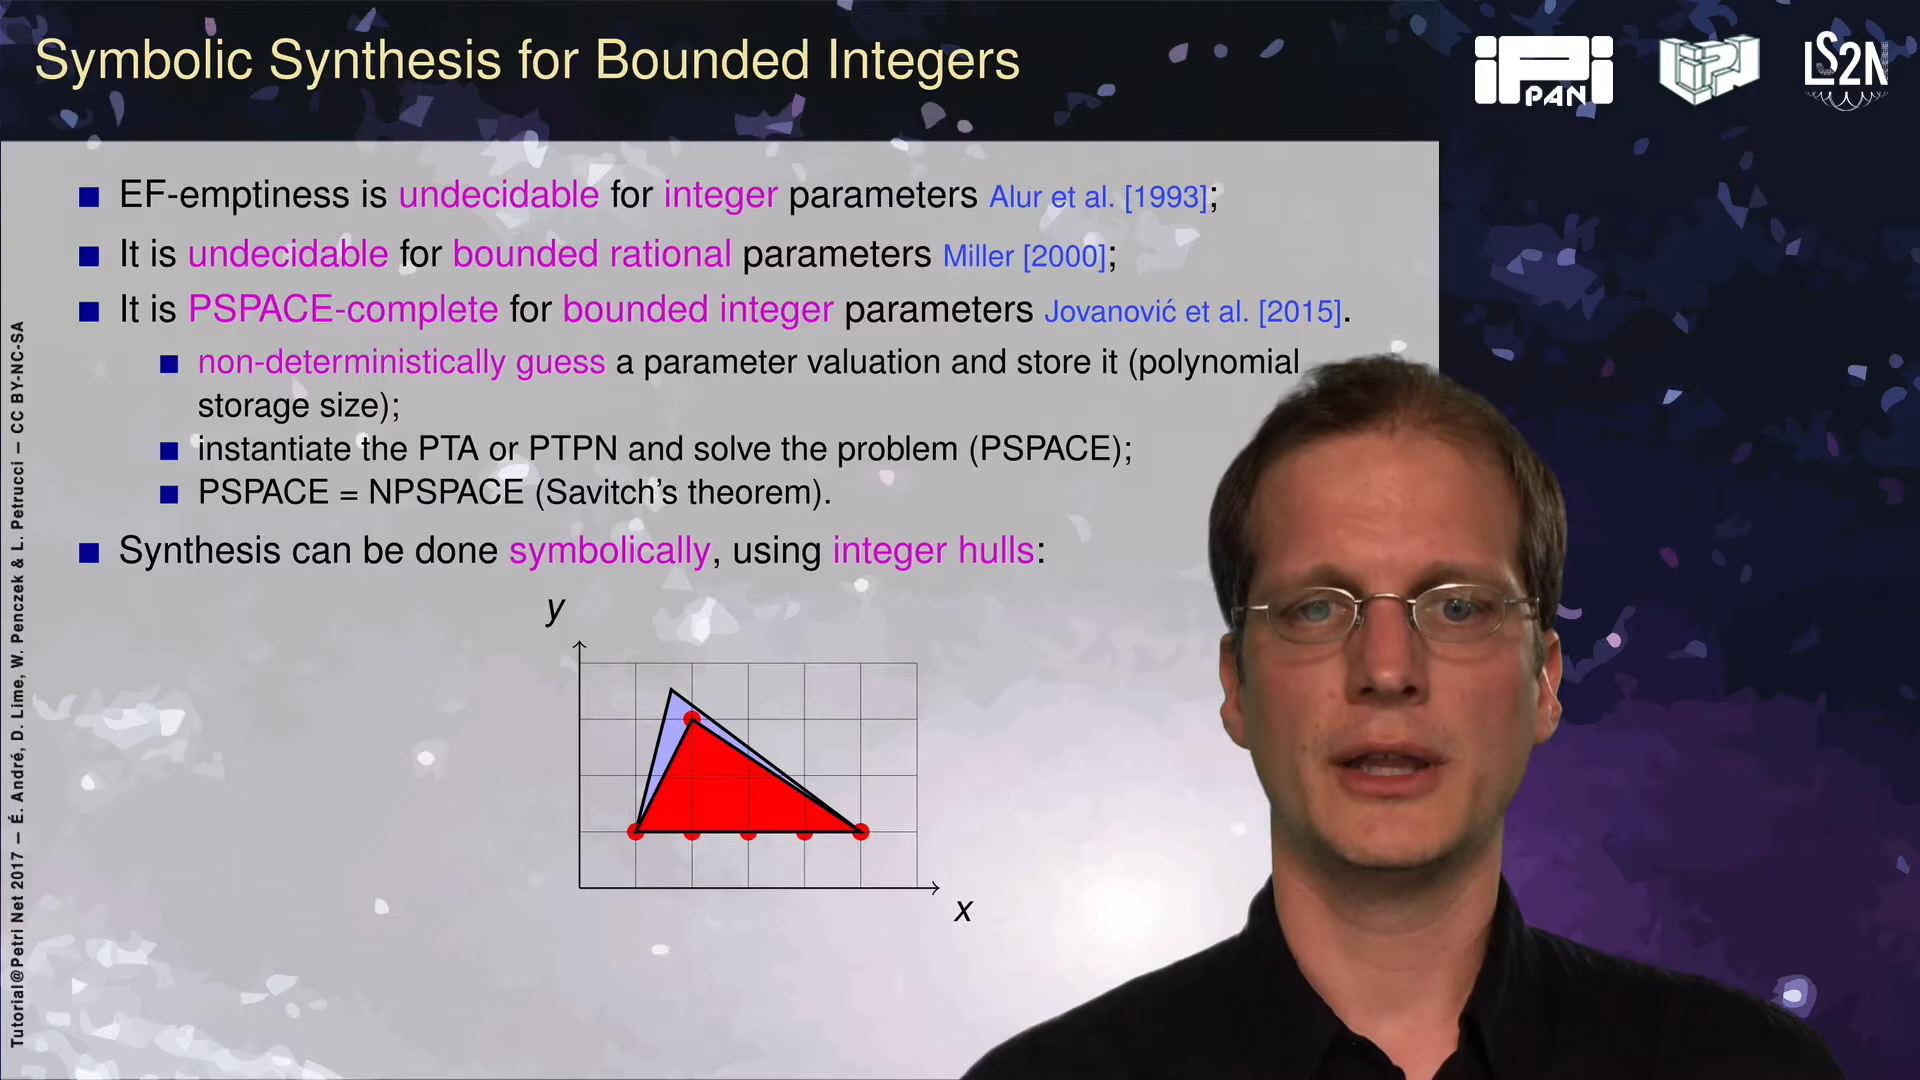 Symbolic Synthesis for Bounded Integers
iPi
PAN
LIPN
LS2N
EF-emptiness is undecidable for integer parameters Alur et al. [1993];
It is undecidable for bounded rational parameters Miller [2000];
It is PSPACE-complete for bounded integer parameters Jovanović et al. [2015].
non-deterministically guess a parameter valuation and store it (polynomial
storage size);
instantiate the PTA or PTPN and solve the problem (PSPACE);
PSPACE = NPSPACE (Savitch's theorem).
Synthesis can be done symbolically, using integer hulls:
y
x
Tutorial@Petri Net 2017 — É. André, D. Lime, W. Penczek & L. Petrucci — CC BY-NC-SA